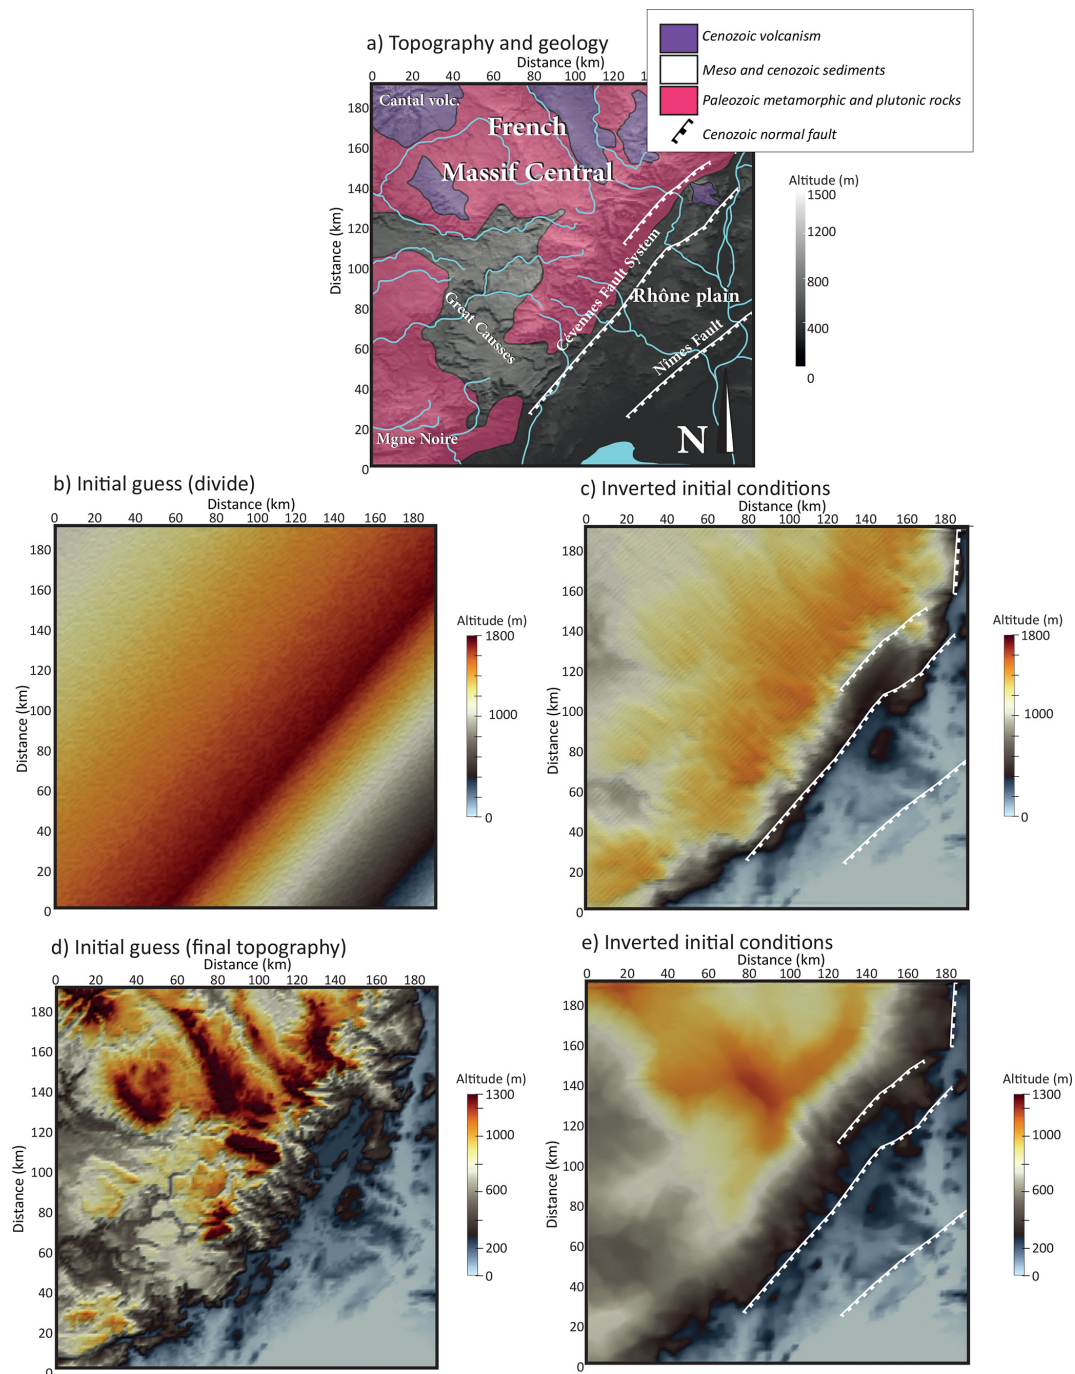 a) Topography and geology
Distance (km)
0 20 40 60 80 100 120 1
Cenozoic volcanism
Meso and cenozoic sediments
Paleozoic metamorphic and plutonic rocks
Cenozoic normal fault
Distance (km)
180
160
140
120
100
80
60
40
20
0
Cantal volc.
French
Massif Central
Great Causses
Cévennes Fault System
Rhône plain
Nîmes Fault
Mgne Noire
N
Altitude (m)
1500
1200
800
400
0
b) Initial guess (divide)
Distance (km)
0 20 40 60 80 100 120 140 160 180
Distance (km)
180
160
140
120
100
80
60
40
20
0
Altitude (m)
1800
1000
0
c) Inverted initial conditions
Distance (km)
0 20 40 60 80 100 120 140 160 180
Distance (km)
180
160
140
120
100
80
60
40
20
0
Altitude (m)
1800
1000
0
d) Initial guess (final topography)
Distance (km)
0 20 40 60 80 100 120 140 160 180
Distance (km)
180
160
140
120
100
80
60
40
20
0
Altitude (m)
1300
1000
600
200
0
e) Inverted initial conditions
Distance (km)
0 20 40 60 80 100 120 140 160 180
Distance (km)
180
160
140
120
100
80
60
40
20
0
Altitude (m)
1300
1000
600
200
0